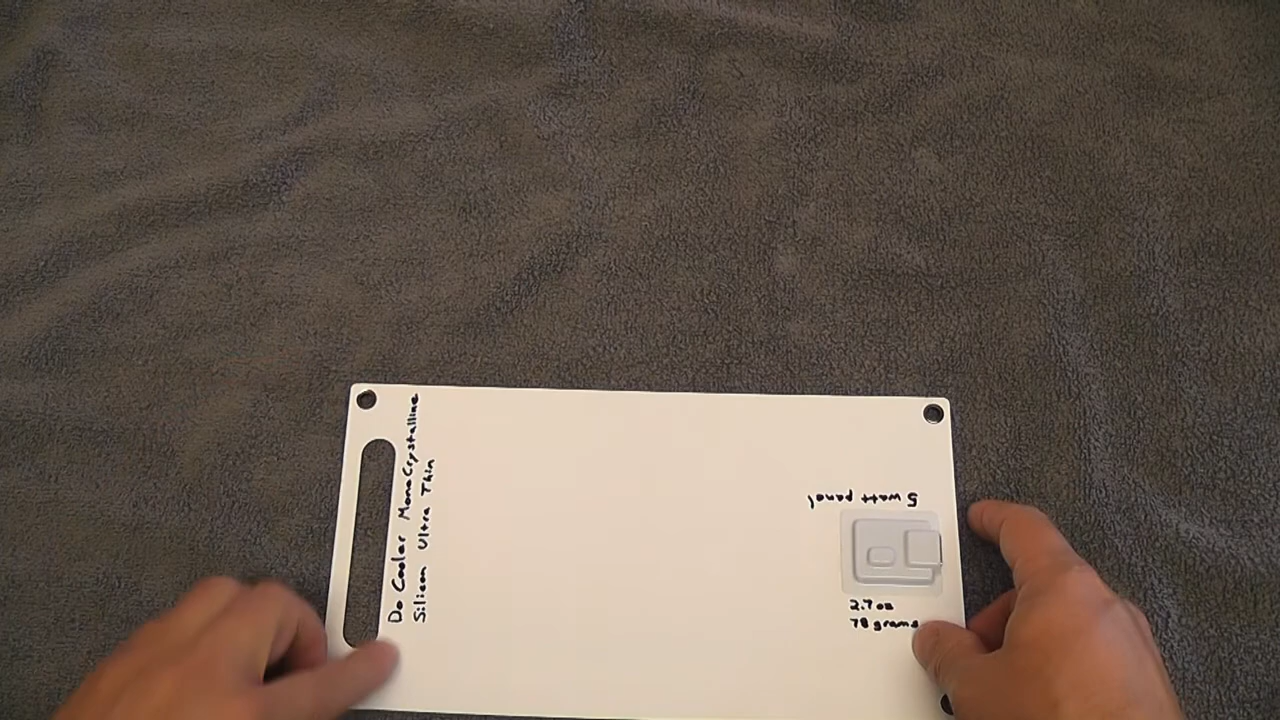 Do Cooler MonoCrystalline
Silicon Ultra Thin
5 watt panel
2.7 oz
78 grams